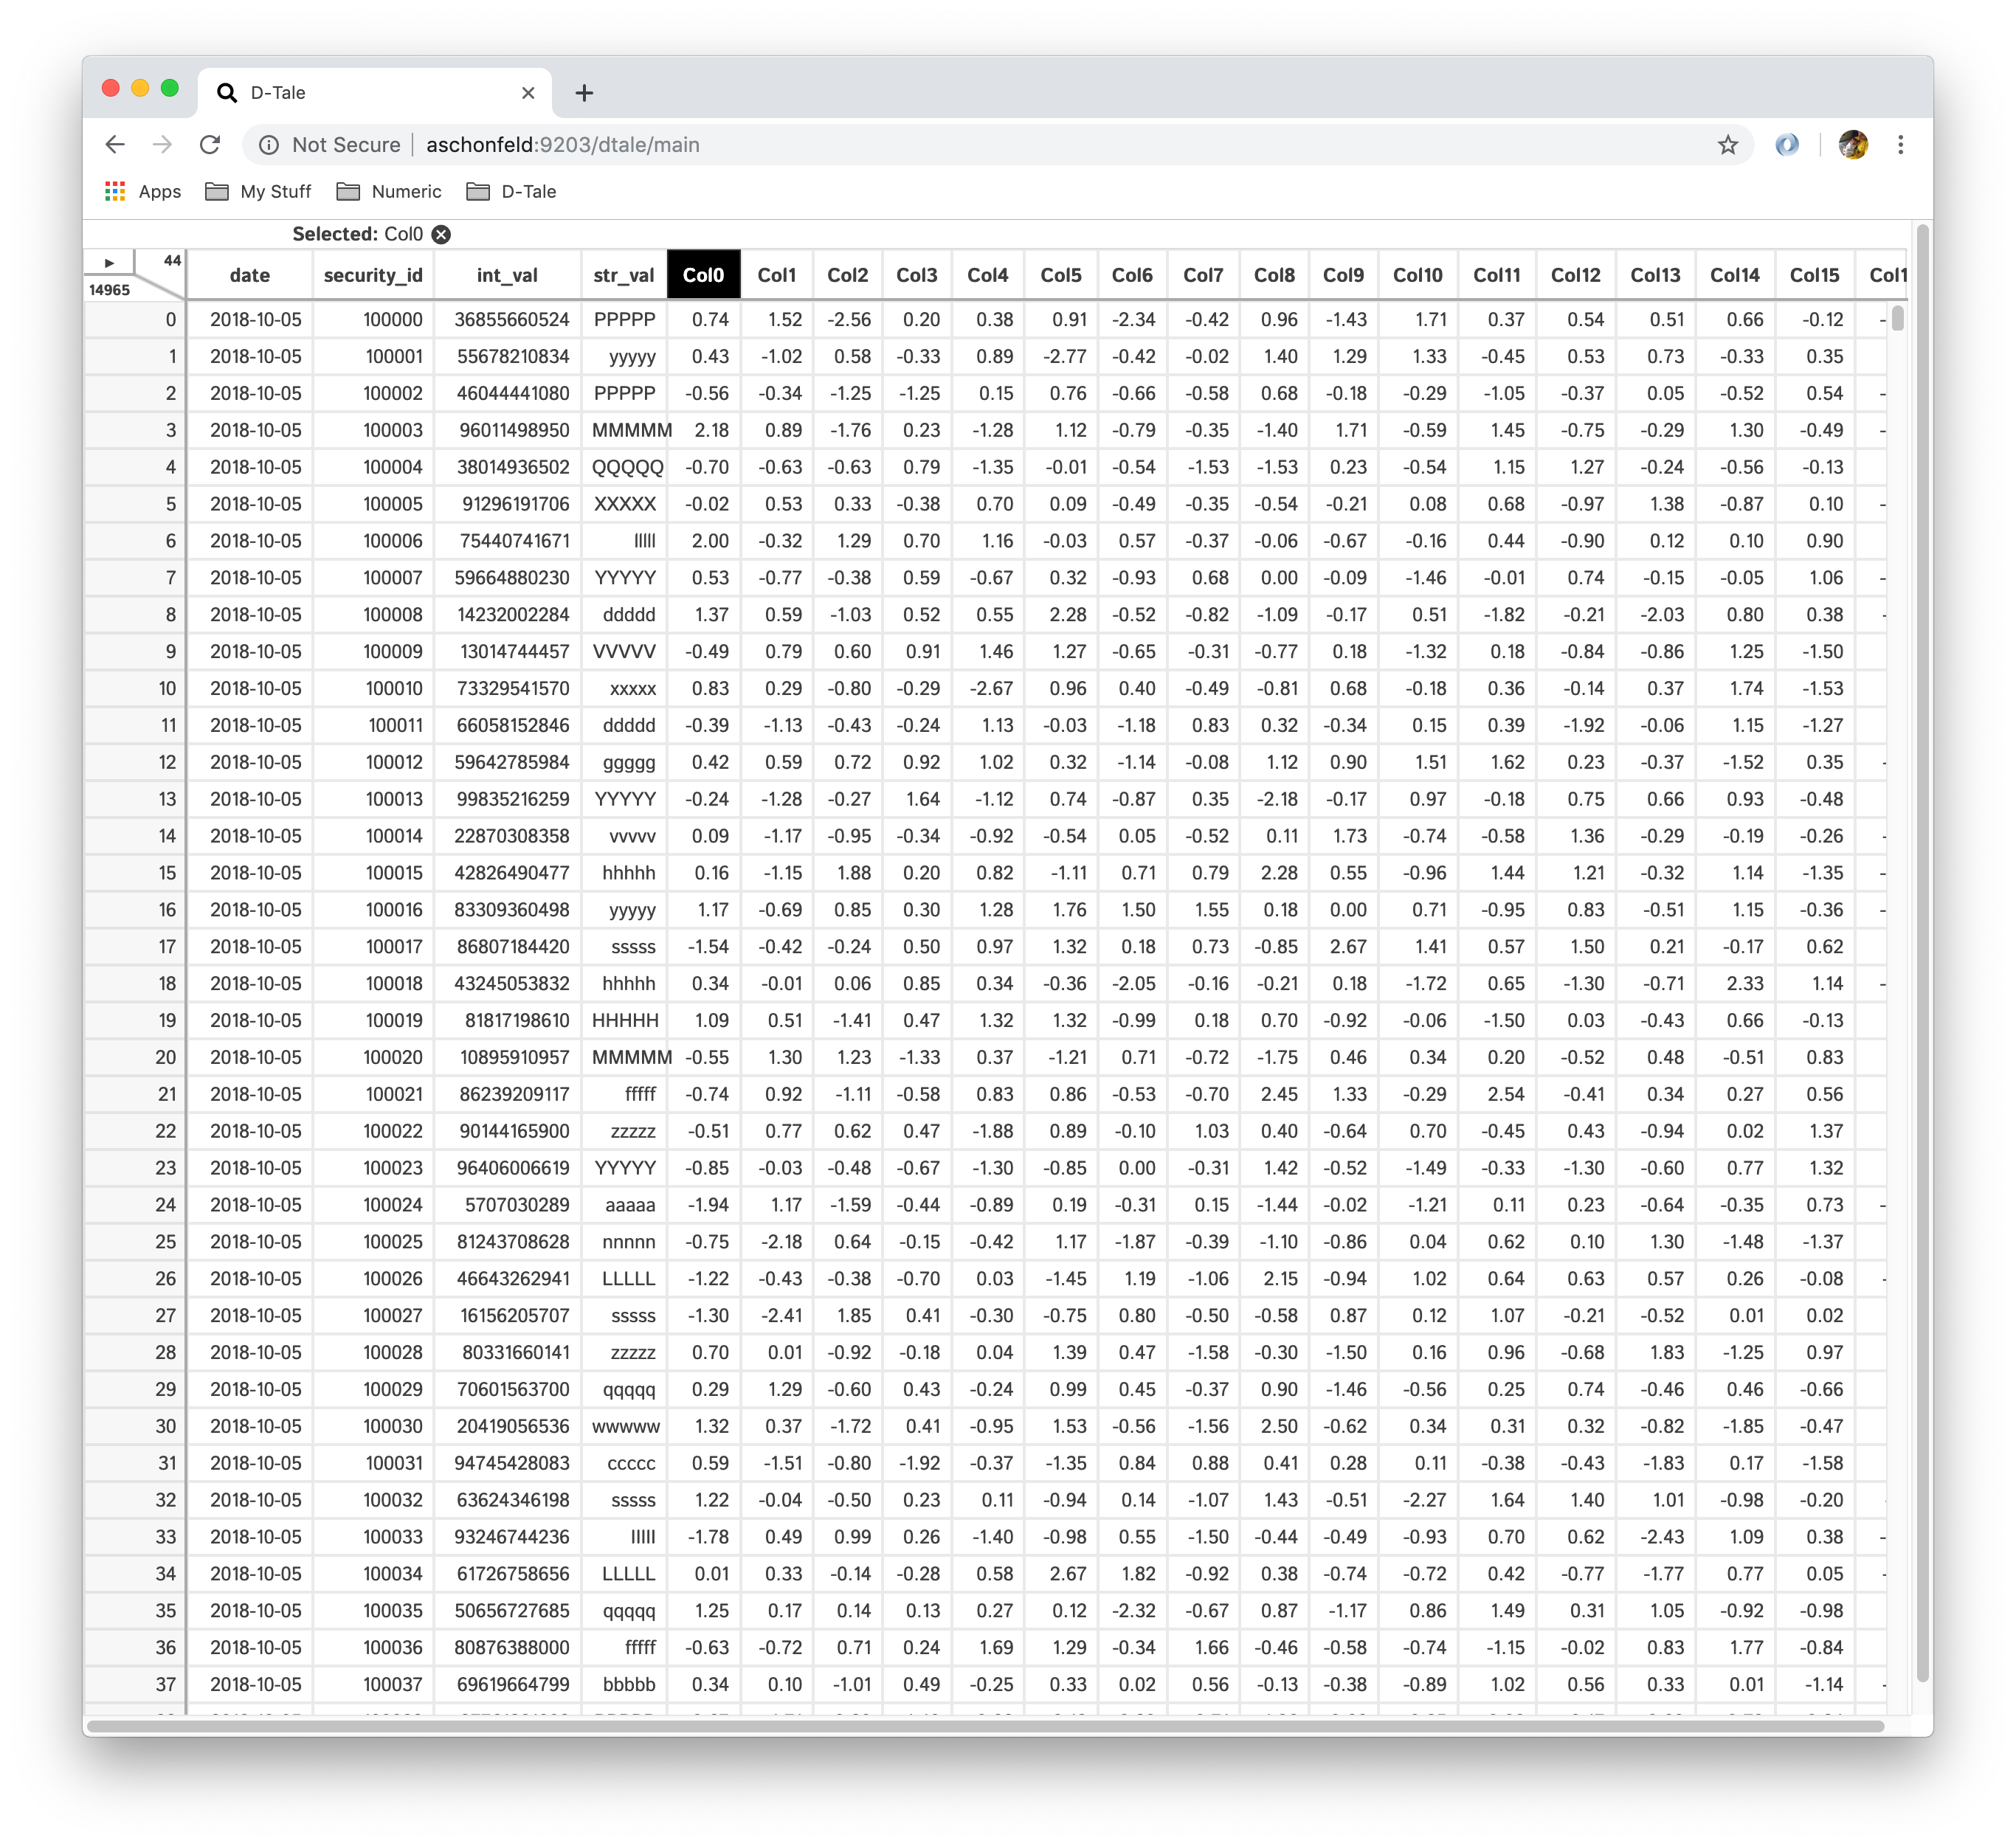 D-Tale
Not Secure | aschonfeld:9203/dtale/main
Apps My Stuff Numeric D-Tale
Selected: Col0
▶ 44
14965
date security_id int_val str_val Col0 Col1 Col2 Col3 Col4 Col5 Col6 Col7 Col8 Col9 Col10 Col11 Col12 Col13 Col14 Col15 Col1
0 2018-10-05 100000 36855660524 PPPPP 0.74 1.52 -2.56 0.20 0.38 0.91 -2.34 -0.42 0.96 -1.43 1.71 0.37 0.54 0.51 0.66 -0.12 -
1 2018-10-05 100001 55678210834 yyyyy 0.43 -1.02 0.58 -0.33 0.89 -2.77 -0.42 -0.02 1.40 1.29 1.33 -0.45 0.53 0.73 -0.33 0.35 -
2 2018-10-05 100002 46044441080 PPPPP -0.56 -0.34 -1.25 -1.25 0.15 0.76 -0.66 -0.58 0.68 -0.18 -0.29 -1.05 -0.37 0.05 -0.52 0.54 -
3 2018-10-05 100003 96011498950 MMMMM 2.18 0.89 -1.76 0.23 -1.28 1.12 -0.79 -0.35 -1.40 1.71 -0.59 1.45 -0.75 -0.29 1.30 -0.49 -
4 2018-10-05 100004 38014936502 QQQQQ -0.70 -0.63 -0.63 0.79 -1.35 -0.01 -0.54 -1.53 -1.53 0.23 -0.54 1.15 1.27 -0.24 -0.56 -0.13 -
5 2018-10-05 100005 91296191706 XXXXX -0.02 0.53 0.33 -0.38 0.70 0.09 -0.49 -0.35 -0.54 -0.21 0.08 0.68 -0.97 1.38 -0.87 0.10 -
6 2018-10-05 100006 75440741671 lllll 2.00 -0.32 1.29 0.70 1.16 -0.03 0.57 -0.37 -0.06 -0.67 -0.16 0.44 -0.90 0.12 0.10 0.90
7 2018-10-05 100007 59664880230 YYYYY 0.53 -0.77 -0.38 0.59 -0.67 0.32 -0.93 0.68 0.00 -0.09 -1.46 -0.01 0.74 -0.15 -0.05 1.06 -
8 2018-10-05 100008 14232002284 ddddd 1.37 0.59 -1.03 0.52 0.55 2.28 -0.52 -0.82 -1.09 -0.17 0.51 -1.82 -0.21 -2.03 0.80 0.38 -
9 2018-10-05 100009 13014744457 VVVVV -0.49 0.79 0.60 0.91 1.46 1.27 -0.65 -0.31 -0.77 0.18 -1.32 0.18 -0.84 -0.86 1.25 -1.50
10 2018-10-05 100010 73329541570 xxxxx 0.83 0.29 -0.80 -0.29 -2.67 0.96 0.40 -0.49 -0.81 0.68 -0.18 0.36 -0.14 0.37 1.74 -1.53
11 2018-10-05 100011 66058152846 ddddd -0.39 -1.13 -0.43 -0.24 1.13 -0.03 -1.18 0.83 0.32 -0.34 0.15 0.39 -1.92 -0.06 1.15 -1.27
12 2018-10-05 100012 59642785984 ggggg 0.42 0.59 0.72 0.92 1.02 0.32 -1.14 -0.08 1.12 0.90 1.51 1.62 0.23 -0.37 -1.52 0.35 -
13 2018-10-05 100013 99835216259 YYYYY -0.24 -1.28 -0.27 1.64 -1.12 0.74 -0.87 0.35 -2.18 -0.17 0.97 -0.18 0.75 0.66 0.93 -0.48
14 2018-10-05 100014 22870308358 vvvvv 0.09 -1.17 -0.95 -0.34 -0.92 -0.54 0.05 -0.52 0.11 1.73 -0.74 -0.58 1.36 -0.29 -0.19 -0.26 -
15 2018-10-05 100015 42826490477 hhhhh 0.16 -1.15 1.88 0.20 0.82 -1.11 0.71 0.79 2.28 0.55 -0.96 1.44 1.21 -0.32 1.14 -1.35 -
16 2018-10-05 100016 83309360498 yyyyy 1.17 -0.69 0.85 0.30 1.28 1.76 1.50 1.55 0.18 0.00 0.71 -0.95 0.83 -0.51 1.15 -0.36 -
17 2018-10-05 100017 86807184420 sssss -1.54 -0.42 -0.24 0.50 0.97 1.32 0.18 0.73 -0.85 2.67 1.41 0.57 1.50 0.21 -0.17 0.62
18 2018-10-05 100018 43245053832 hhhhh 0.34 -0.01 0.06 0.85 0.34 -0.36 -2.05 -0.16 -0.21 0.18 -1.72 0.65 -1.30 -0.71 2.33 1.14 -
19 2018-10-05 100019 81817198610 HHHHH 1.09 0.51 -1.41 0.47 1.32 1.32 -0.99 0.18 0.70 -0.92 -0.06 -1.50 0.03 -0.43 0.66 -0.13
20 2018-10-05 100020 10895910957 MMMMM -0.55 1.30 1.23 -1.33 0.37 -1.21 0.71 -0.72 -1.75 0.46 0.34 0.20 -0.52 0.48 -0.51 0.83
21 2018-10-05 100021 86239209117 fffff -0.74 0.92 -1.11 -0.58 0.83 0.86 -0.53 -0.70 2.45 1.33 -0.29 2.54 -0.41 0.34 0.27 0.56
22 2018-10-05 100022 90144165900 zzzzz -0.51 0.77 0.62 0.47 -1.88 0.89 -0.10 1.03 0.40 -0.64 0.70 -0.45 0.43 -0.94 0.02 1.37
23 2018-10-05 100023 96406006619 YYYYY -0.85 -0.03 -0.48 -0.67 -1.30 -0.85 0.00 -0.31 1.42 -0.52 -1.49 -0.33 -1.30 -0.60 0.77 1.32
24 2018-10-05 100024 5707030289 aaaaa -1.94 1.17 -1.59 -0.44 -0.89 0.19 -0.31 0.15 -1.44 -0.02 -1.21 0.11 0.23 -0.64 -0.35 0.73 -
25 2018-10-05 100025 81243708628 nnnnn -0.75 -2.18 0.64 -0.15 -0.42 1.17 -1.87 -0.39 -1.10 -0.86 0.04 0.62 0.10 1.30 -1.48 -1.37
26 2018-10-05 100026 46643262941 LLLLL -1.22 -0.43 -0.38 -0.70 0.03 -1.45 1.19 -1.06 2.15 -0.94 1.02 0.64 0.63 0.57 0.26 -0.08 -
27 2018-10-05 100027 16156205707 sssss -1.30 -2.41 1.85 0.41 -0.30 -0.75 0.80 -0.50 -0.58 0.87 0.12 1.07 -0.21 -0.52 0.01 0.02
28 2018-10-05 100028 80331660141 zzzzz 0.70 0.01 -0.92 -0.18 0.04 1.39 0.47 -1.58 -0.30 -1.50 0.16 0.96 -0.68 1.83 -1.25 0.97
29 2018-10-05 100029 70601563700 qqqqq 0.29 1.29 -0.60 0.43 -0.24 0.99 0.45 -0.37 0.90 -1.46 -0.56 0.25 0.74 -0.46 0.46 -0.66
30 2018-10-05 100030 20419056536 wwwww 1.32 0.37 -1.72 0.41 -0.95 1.53 -0.56 -1.56 2.50 -0.62 0.34 0.31 0.32 -0.82 -1.85 -0.47
31 2018-10-05 100031 94745428083 ccccc 0.59 -1.51 -0.80 -1.92 -0.37 -1.35 0.84 0.88 0.41 0.28 0.11 -0.38 -0.43 -1.83 0.17 -1.58
32 2018-10-05 100032 63624346198 sssss 1.22 -0.04 -0.50 0.23 0.11 -0.94 0.14 -1.07 1.43 -0.51 -2.27 1.64 1.40 1.01 -0.98 -0.20
33 2018-10-05 100033 93246744236 lllll -1.78 0.49 0.99 0.26 -1.40 -0.98 0.55 -1.50 -0.44 -0.49 -0.93 0.70 0.62 -2.43 1.09 0.38 -
34 2018-10-05 100034 61726758656 LLLLL 0.01 0.33 -0.14 -0.28 0.58 2.67 1.82 -0.92 0.38 -0.74 -0.72 0.42 -0.77 -1.77 0.77 0.05 -
35 2018-10-05 100035 50656727685 qqqqq 1.25 0.17 0.14 0.13 0.27 0.12 -2.32 -0.67 0.87 -1.17 0.86 1.49 0.31 1.05 -0.92 -0.98
36 2018-10-05 100036 80876388000 fffff -0.63 -0.72 0.71 0.24 1.69 1.29 -0.34 1.66 -0.46 -0.58 -0.74 -1.15 -0.02 0.83 1.77 -0.84 -
37 2018-10-05 100037 69619664799 bbbbb 0.34 0.10 -1.01 0.49 -0.25 0.33 0.02 0.56 -0.13 -0.38 -0.89 1.02 0.56 0.33 0.01 -1.14 -